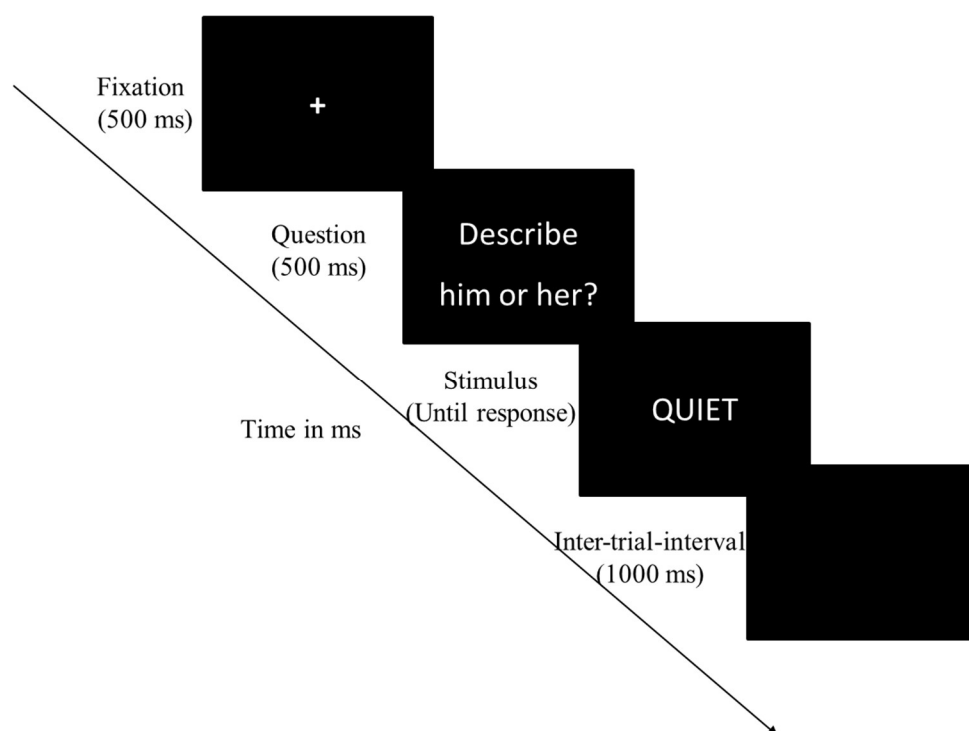 Fixation
(500 ms)
+
Question
(500 ms)
Describe
him or her?
Stimulus
(Until response)
QUIET
Time in ms
Inter-trial-interval
(1000 ms)